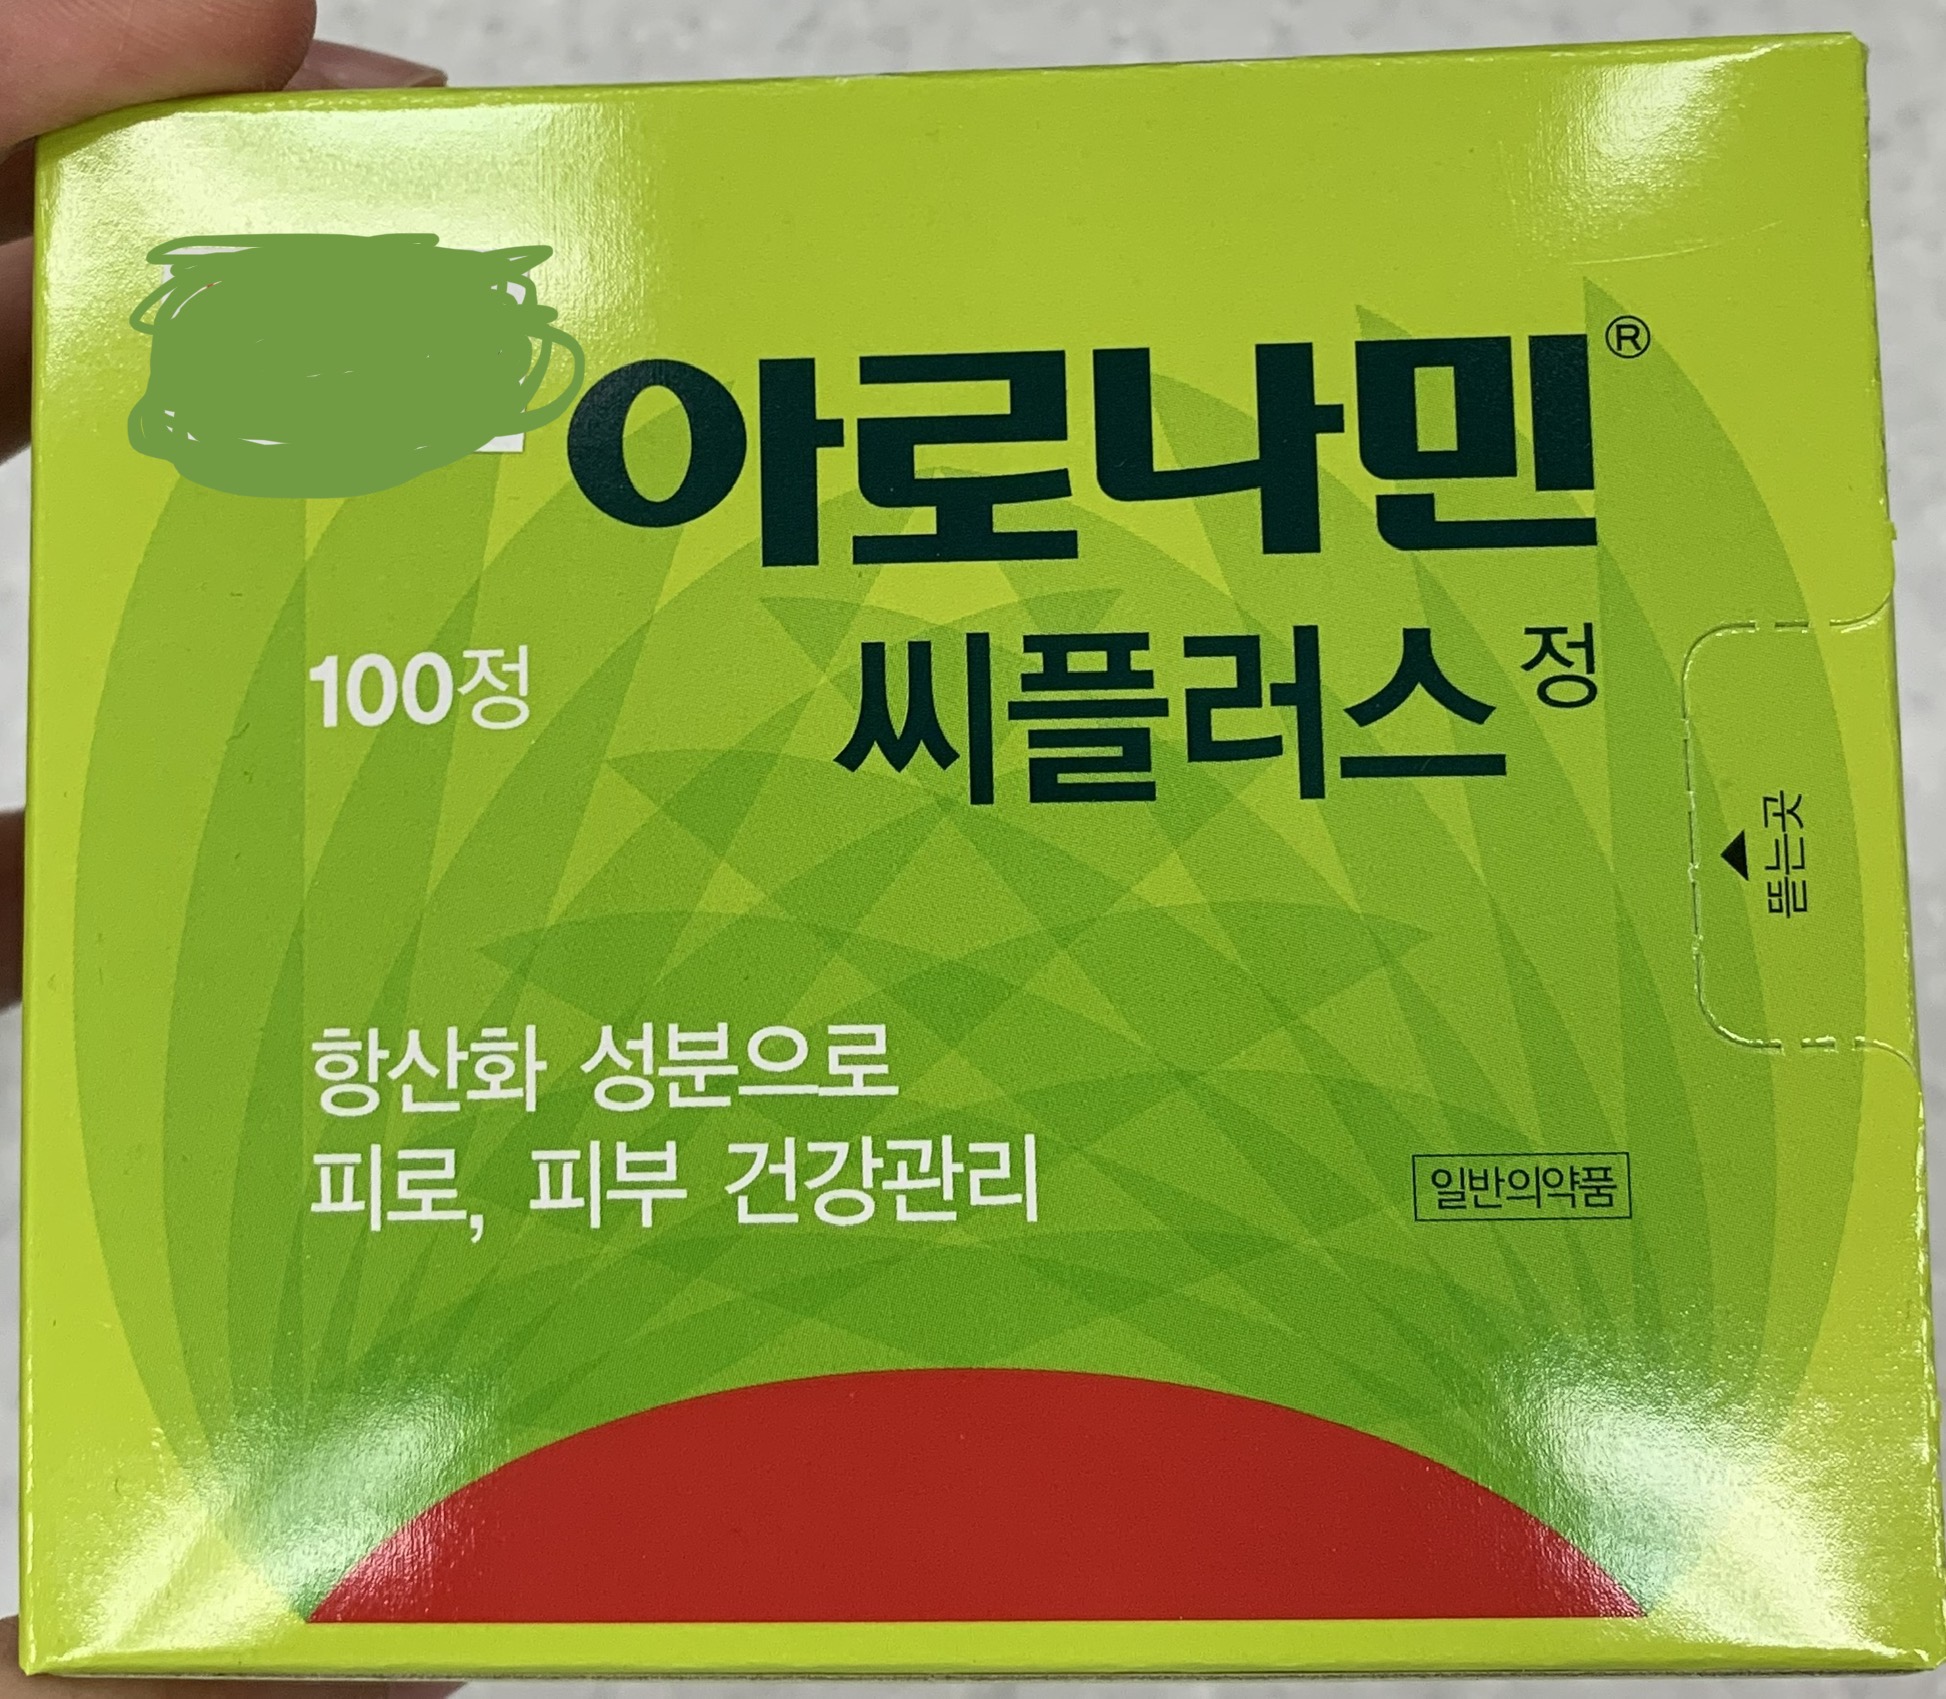 아로나민®
씨플러스 정
100정
뜯는곳
항산화 성분으로
피로, 피부 건강관리
일반의약품